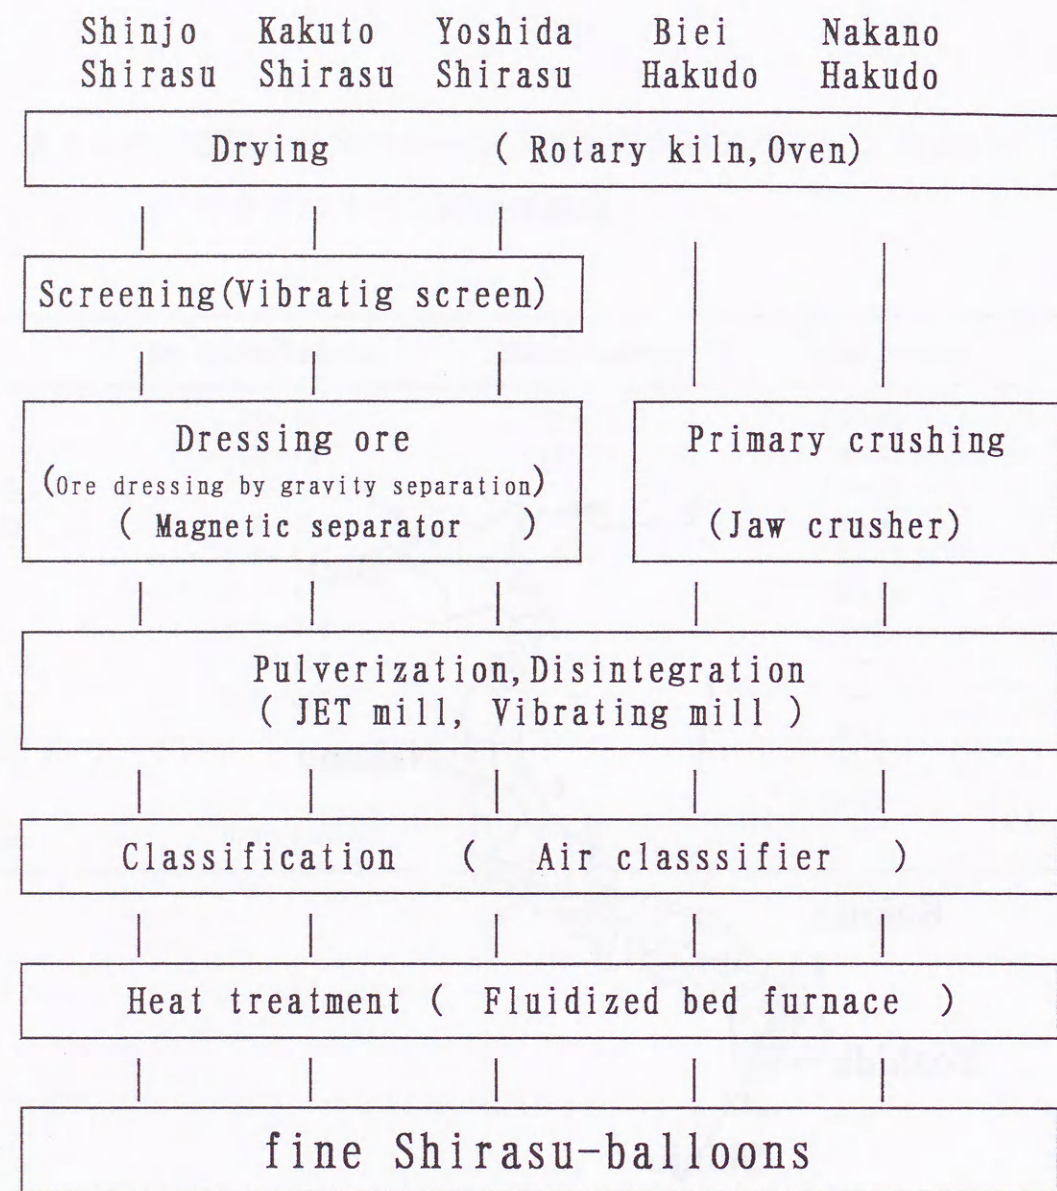 Shinjo Kakuto Yoshida Biei Nakano
Shirasu Shirasu Shirasu Hakudo Hakudo
Drying ( Rotary kiln, Oven)
Screening(Vibratig screen)
Dressing ore
(Ore dressing by gravity separation)
( Magnetic separator )
Primary crushing
(Jaw crusher)
Pulverization, Disintegration
( JET mill, Vibrating mill )
Classification ( Air classsifier )
Heat treatment ( Fluidized bed furnace )
fine Shirasu-balloons